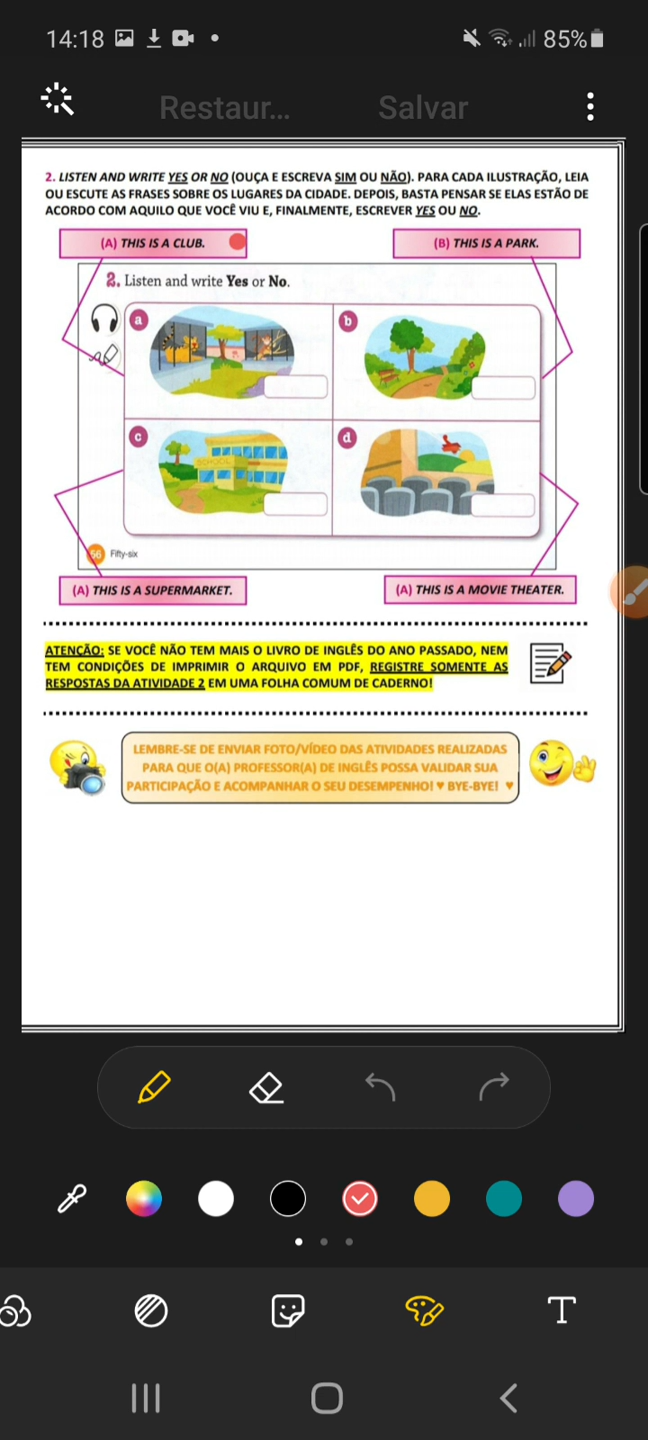 14:18
85%
Restaur...
Salvar
2. LISTEN AND WRITE YES OR NO (OUÇA E ESCREVA SIM OU NÃO). PARA CADA ILUSTRAÇÃO, LEIA
OU ESCUTE AS FRASES SOBRE OS LUGARES DA CIDADE. DEPOIS, BASTA PENSAR SE ELAS ESTÃO DE
ACORDO COM AQUILO QUE VOCÊ VIU E, FINALMENTE, ESCREVER YES OU NO.
(A) THIS IS A CLUB.
(B) THIS IS A PARK.
2. Listen and write Yes or No.
a
b
c
d
SCHOOL
56 Fifty-six
(A) THIS IS A SUPERMARKET.
(A) THIS IS A MOVIE THEATER.
ATENÇÃO: SE VOCÊ NÃO TEM MAIS O LIVRO DE INGLÊS DO ANO PASSADO, NEM
TEM CONDIÇÕES DE IMPRIMIR O ARQUIVO EM PDF, REGISTRE SOMENTE AS
RESPOSTAS DA ATIVIDADE 2 EM UMA FOLHA COMUM DE CADERNO!
LEMBRE-SE DE ENVIAR FOTO/VÍDEO DAS ATIVIDADES REALIZADAS
PARA QUE O(A) PROFESSOR(A) DE INGLÊS POSSA VALIDAR SUA
PARTICIPAÇÃO E ACOMPANHAR O SEU DESEMPENHO! ♥ BYE-BYE! ♥
T